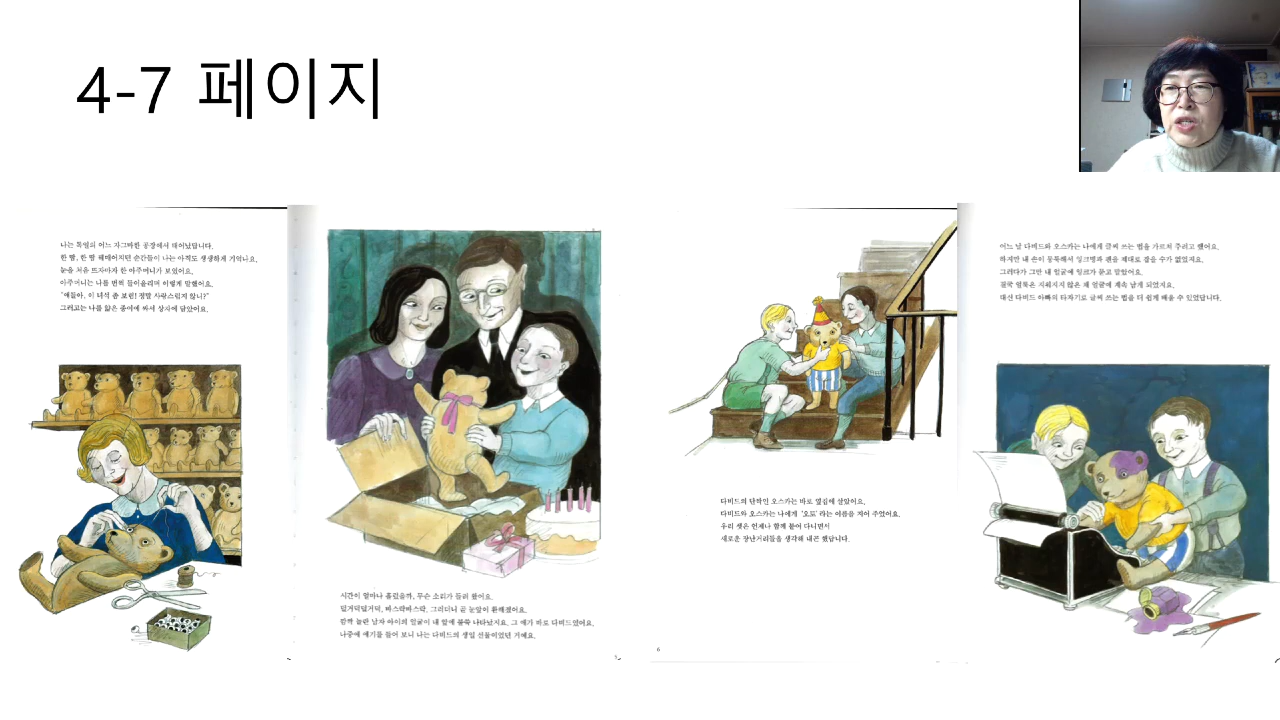 4-7 페이지
나는 독일의 어느 자그마한 공장에서 태어났답니다.
한 땀, 한 땀 꿰매어지던 순간들이 나는 아직도 생생하게 기억나요.
눈을 처음 뜨자마자 한 아주머니가 보였어요.
아주머니는 나를 번쩍 들어올리며 이렇게 말했어요.
"얘들아, 이 녀석 좀 보렴! 정말 사랑스럽지 않니?"
그러고는 나를 얇은 종이에 싸서 상자에 담았어요.
시간이 얼마나 흘렀을까, 무슨 소리가 들려 왔어요.
덜거덕덜거덕, 바스락바스락, 그러더니 곧 눈앞이 환해졌어요.
깜짝 놀란 남자 아이의 얼굴이 내 앞에 불쑥 나타났지요. 그 애가 바로 다비드였어요.
나중에 얘기를 들어 보니 나는 다비드의 생일 선물이었던 거예요.
5
다비드의 단짝인 오스카는 바로 옆집에 살았어요.
다비드와 오스카는 나에게 '오토' 라는 이름을 지어 주었어요.
우리 셋은 언제나 함께 붙어 다니면서
새로운 장난거리들을 생각해 내곤 했답니다.
6
어느 날 다비드와 오스카는 나에게 글씨 쓰는 법을 가르쳐 주려고 했어요.
하지만 내 손이 뭉뚝해서 잉크병과 펜을 제대로 잡을 수가 없었지요.
그러다가 그만 내 얼굴에 잉크가 묻고 말았어요.
결국 얼룩은 지워지지 않은 채 얼굴에 계속 남게 되었지요.
대신 다비드 아빠의 타자기로 글씨 쓰는 법을 더 쉽게 배울 수 있었답니다.